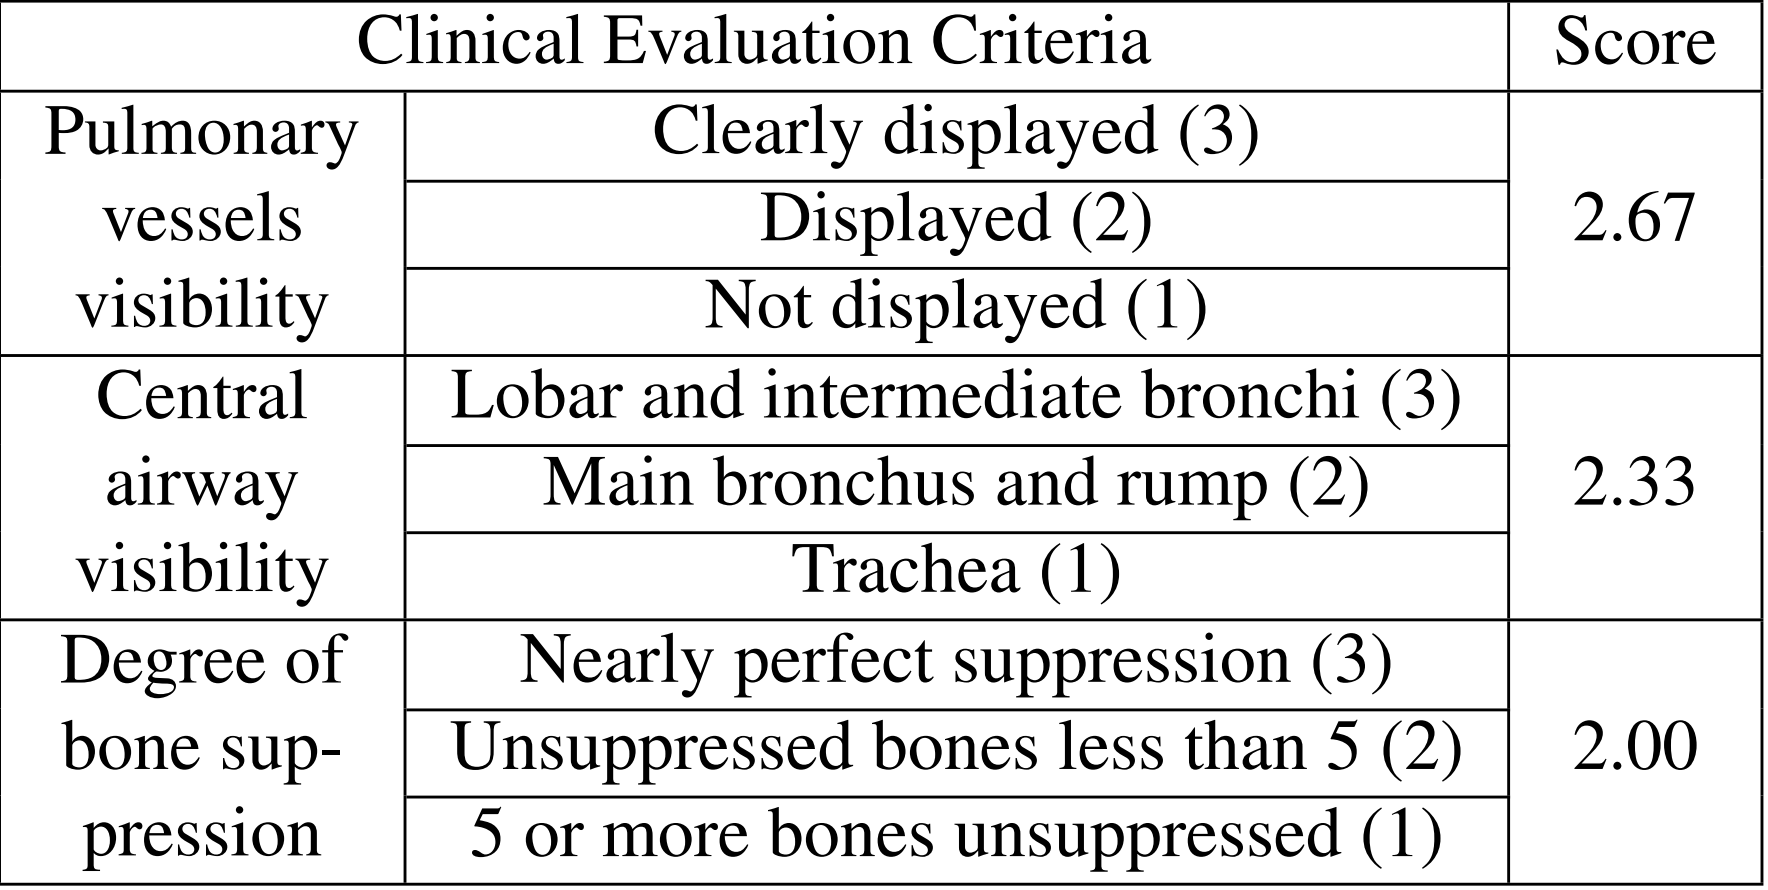 Clinical Evaluation Criteria Score
Pulmonary vessels visibility
Clearly displayed (3)
Displayed (2)
Not displayed (1)
2.67
Central airway visibility
Lobar and intermediate bronchi (3)
Main bronchus and rump (2)
Trachea (1)
2.33
Degree of bone sup-
pression
Nearly perfect suppression (3)
Unsuppressed bones less than 5 (2)
5 or more bones unsuppressed (1)
2.00